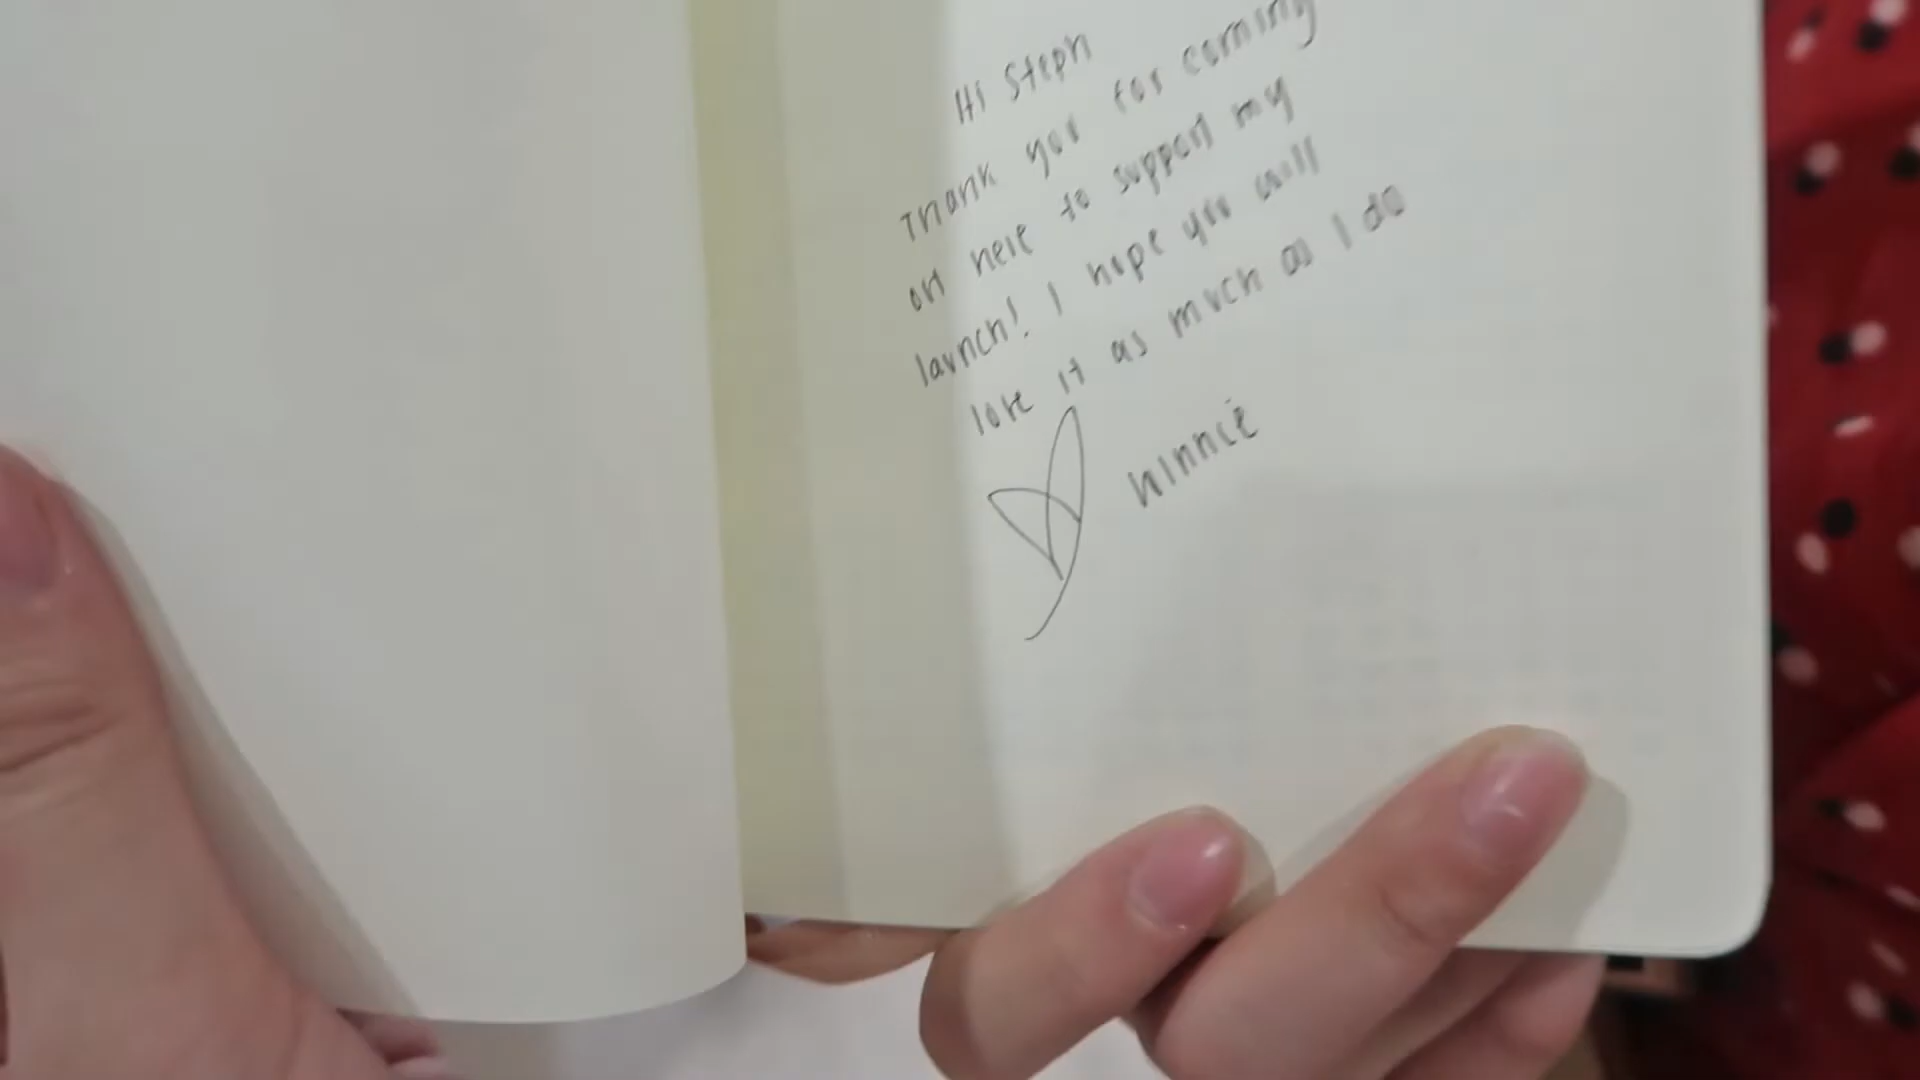 Hi Steph
Thank you for coming
out here to support my
launch! I hope you will
love it as much as I do
Winnie